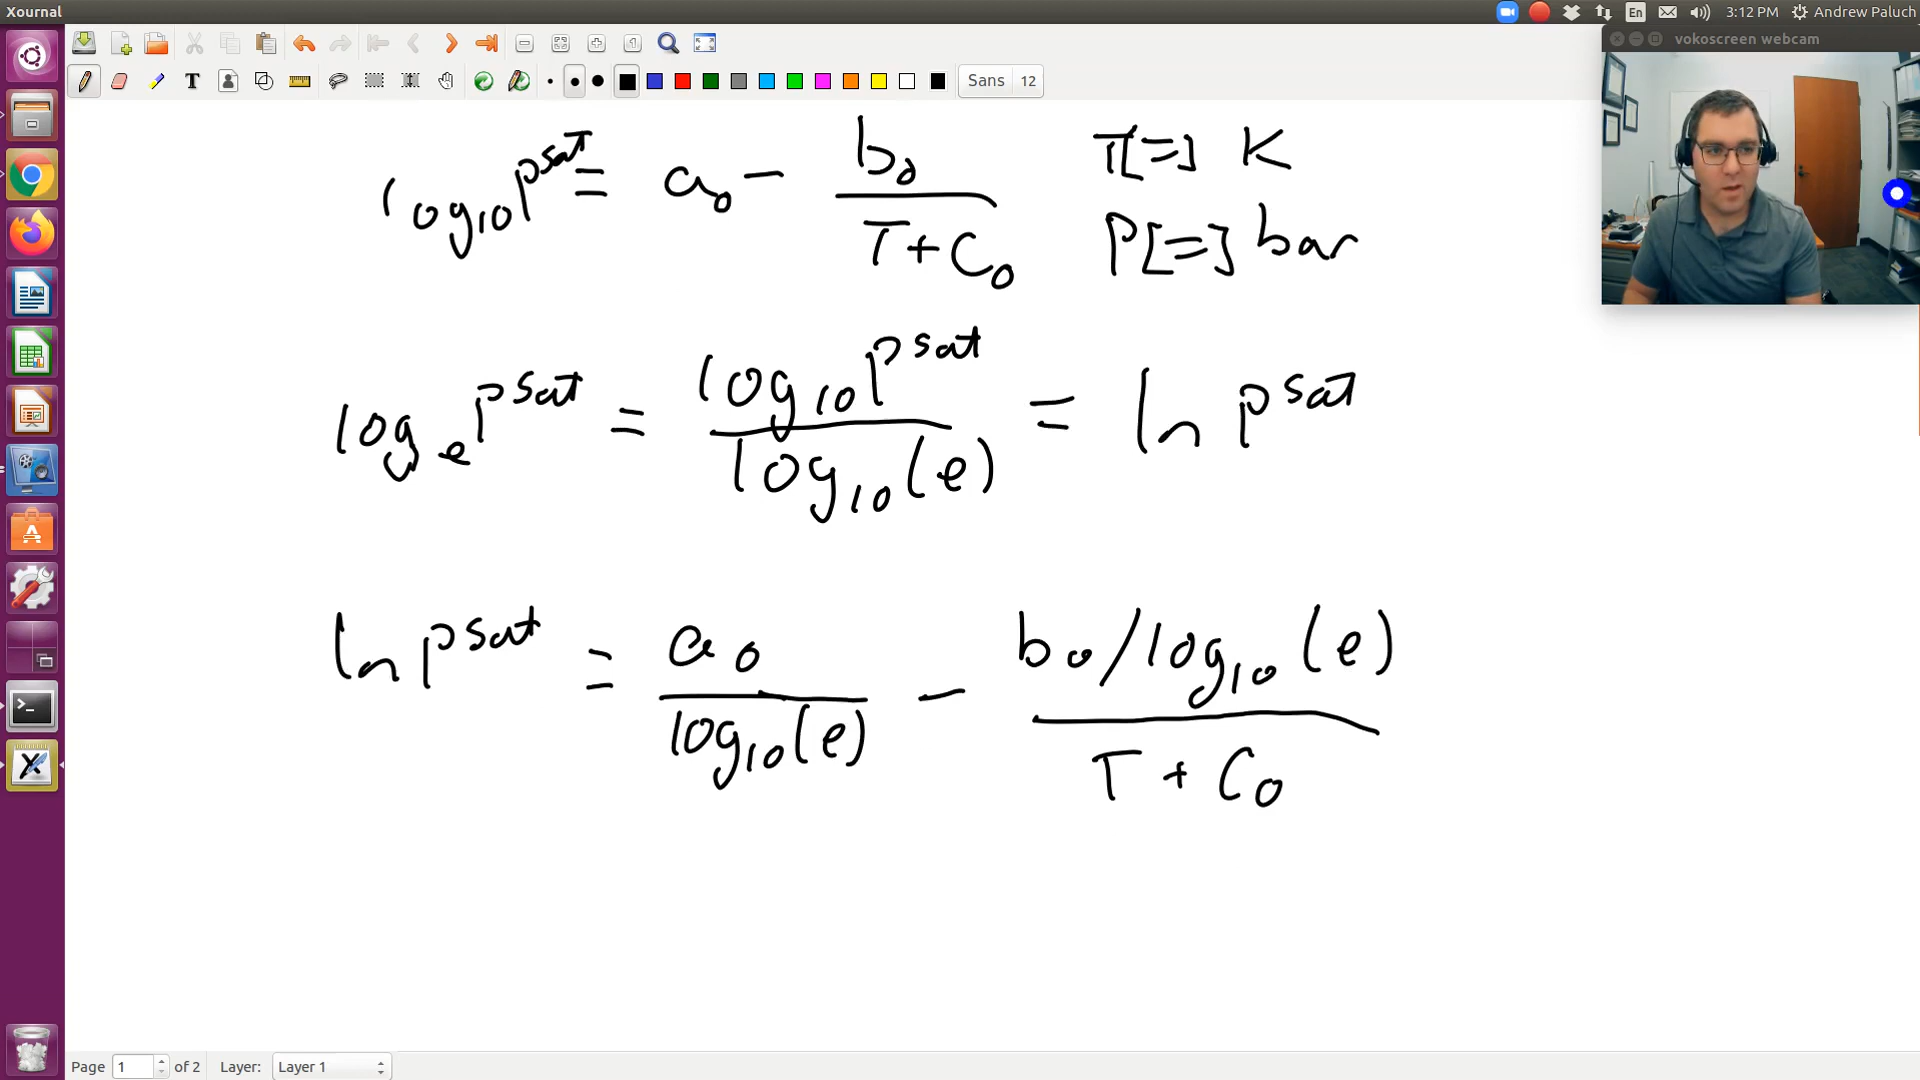 Xournal
En 3:12 PM Andrew Paluch
vokoscreen webcam
T Sans 12
log₁₀ P^sat = a₀ − b₀ / (T + C₀)
T[=] K
P[=] bar
log_e P^sat = log₁₀ P^sat / log₁₀(e) = ln P^sat
ln P^sat = a₀ / log₁₀(e) − (b₀/log₁₀(e)) / (T + C₀)
Page 1 of 2 Layer: Layer 1